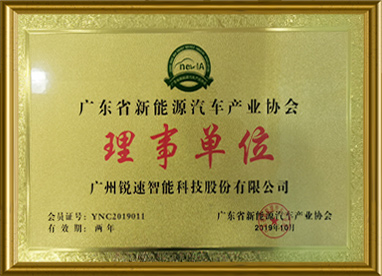 广东省新能源汽车产业协会
理事单位
广州锐速智能科技股份有限公司
会员证号：YNC2019011
有效期：两年
广东省新能源汽车产业协会
2019年10月